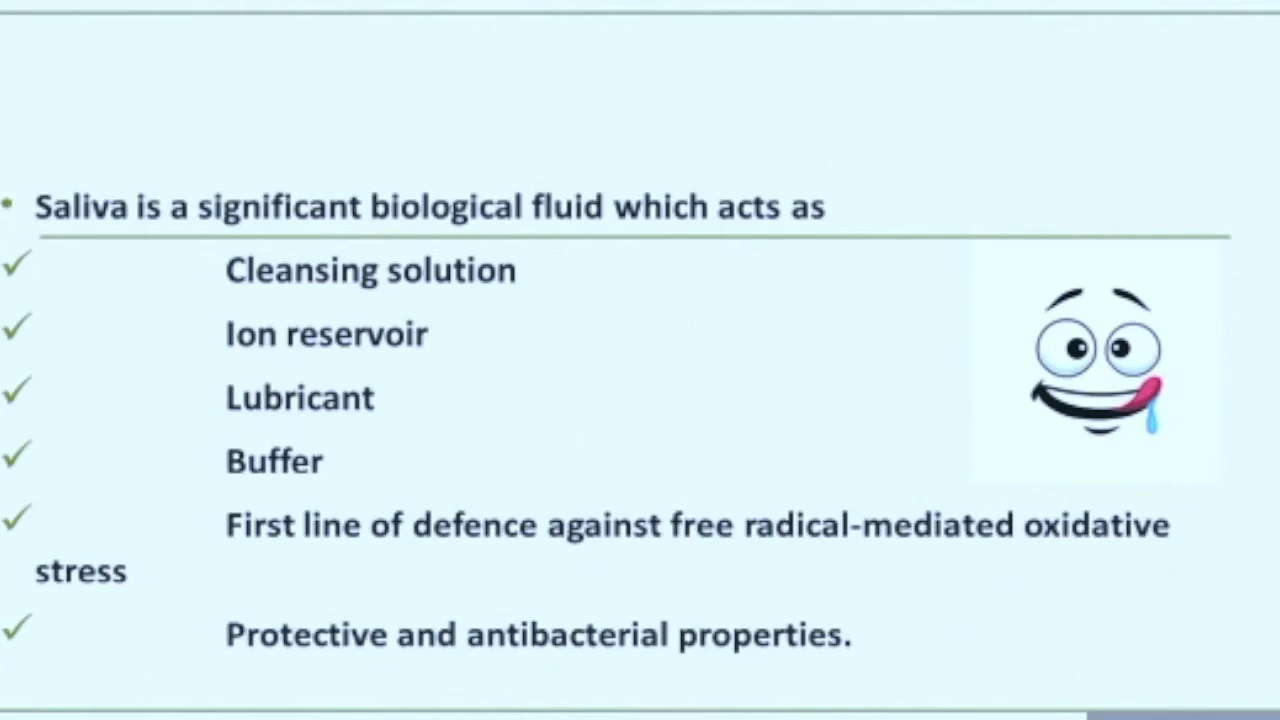 • Saliva is a significant biological fluid which acts as
✓ Cleansing solution
✓ Ion reservoir
✓ Lubricant
✓ Buffer
✓ First line of defence against free radical-mediated oxidative
stress
✓ Protective and antibacterial properties.